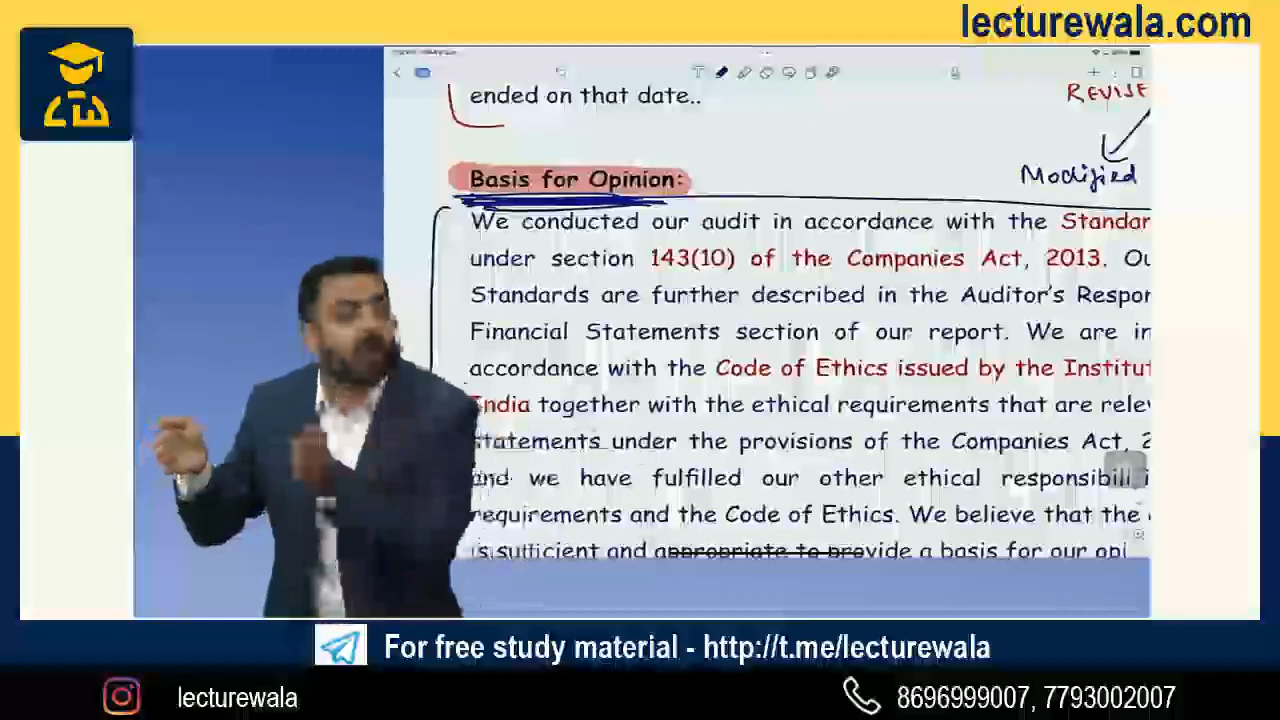 lecturewala.com
ended on that date..
REVISE
Modified
Basis for Opinion:
We conducted our audit in accordance with the Standar
under section 143(10) of the Companies Act, 2013. Ou
Standards are further described in the Auditor's Respon
Financial Statements section of our report. We are in
accordance with the Code of Ethics issued by the Institut
India together with the ethical requirements that are rele
statements under the provisions of the Companies Act, 2
and we have fulfilled our other ethical responsibili
requirements and the Code of Ethics. We believe that the
is sufficient and appropriate to provide a basis for our opi
For free study material - http://t.me/lecturewala
lecturewala
8696999007, 7793002007